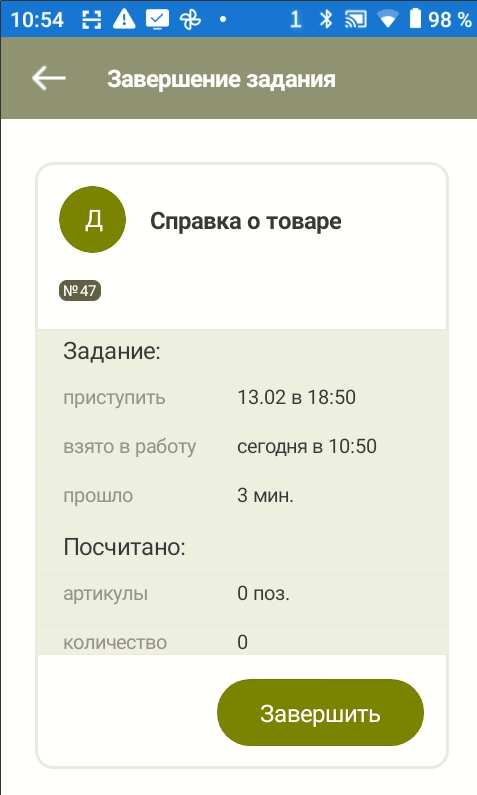 10:54 1 98 %
Завершение задания
Д Справка о товаре
№47
Задание:
приступить 13.02 в 18:50
взято в работу сегодня в 10:50
прошло 3 мин.
Посчитано:
артикулы 0 поз.
количество 0
Завершить